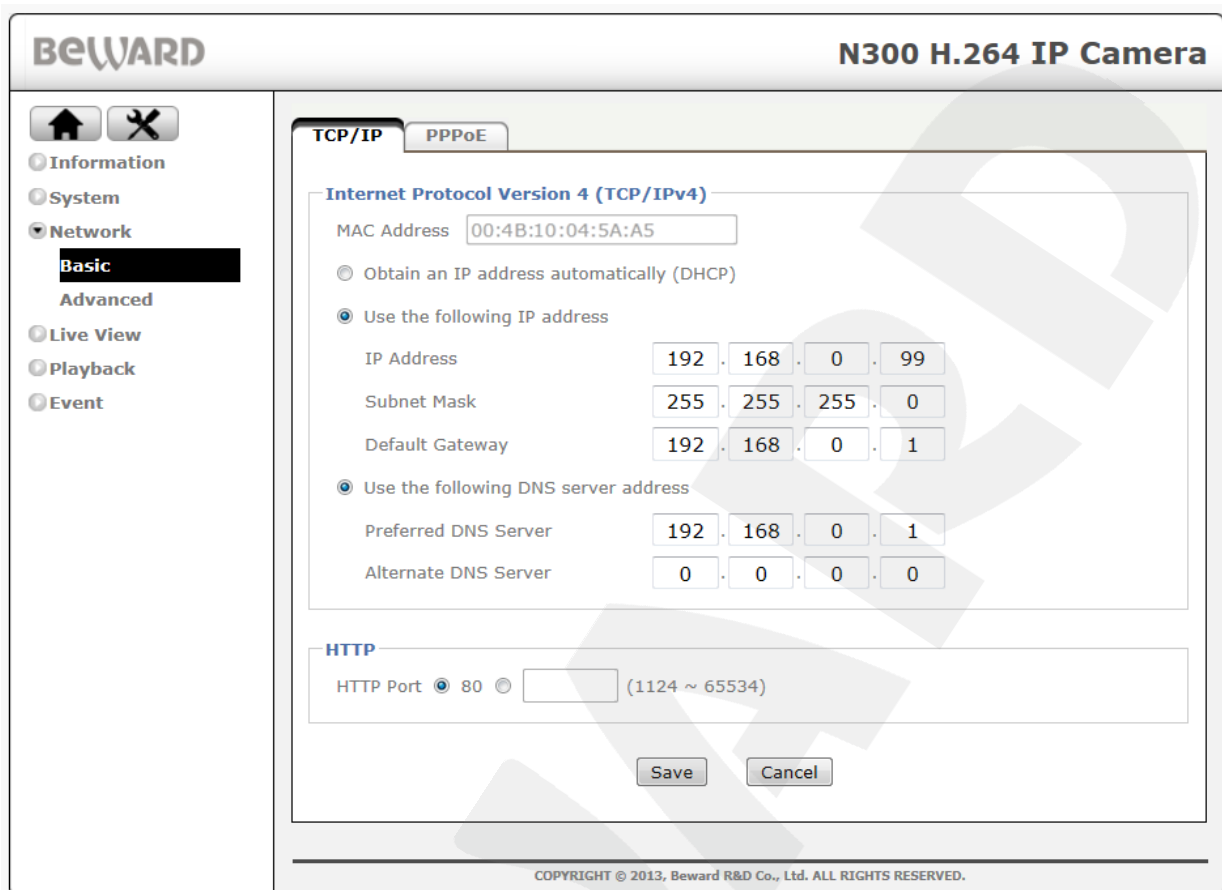 BEWARD
N300 H.264 IP Camera
Information
System
Network
Basic
Advanced
Live View
Playback
Event
TCP/IP PPPoE
Internet Protocol Version 4 (TCP/IPv4)
MAC Address 00:4B:10:04:5A:A5
Obtain an IP address automatically (DHCP)
Use the following IP address
IP Address 192 . 168 . 0 . 99
Subnet Mask 255 . 255 . 255 . 0
Default Gateway 192 . 168 . 0 . 1
Use the following DNS server address
Preferred DNS Server 192 . 168 . 0 . 1
Alternate DNS Server 0 . 0 . 0 . 0
HTTP
HTTP Port 80 (1124 ~ 65534)
Save Cancel
COPYRIGHT © 2013, Beward R&D Co., Ltd. ALL RIGHTS RESERVED.